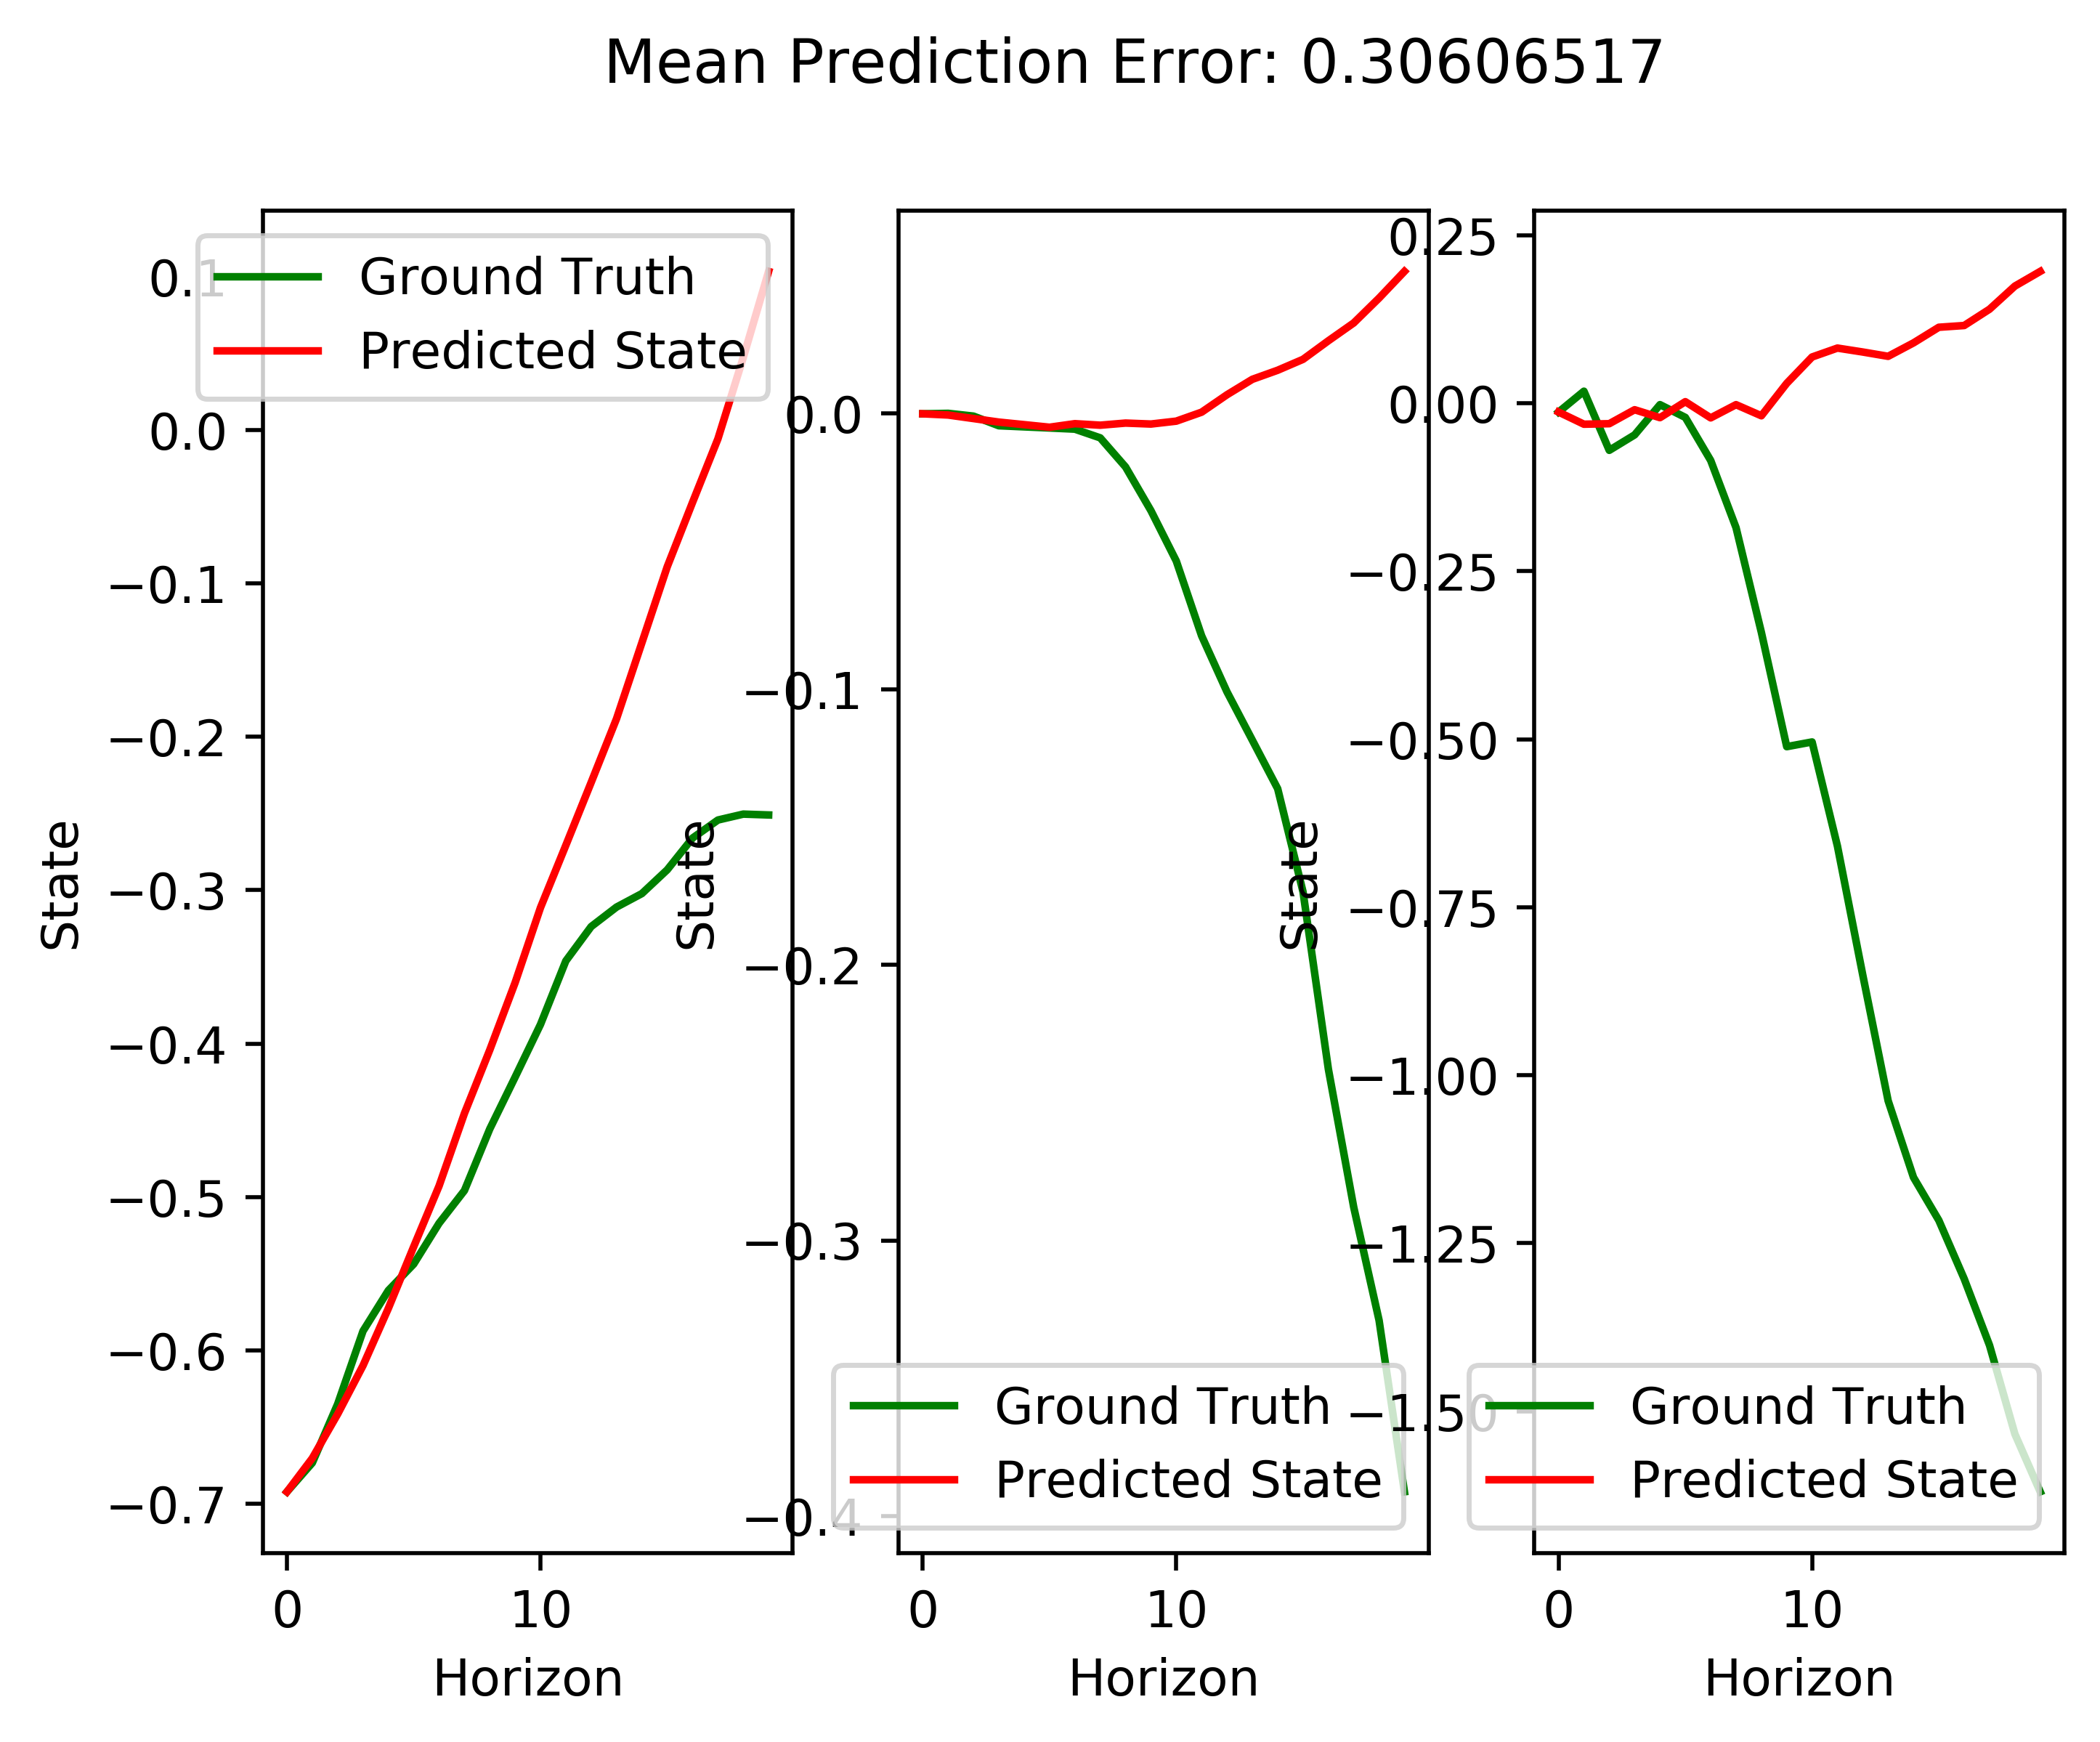 Mean Prediction Error: 0.30606517
Ground Truth
Predicted State
0.1
0.0
−0.1
−0.2
−0.3
−0.4
−0.5
−0.6
−0.7
State
0
10
Horizon
0.0
−0.1
−0.2
−0.3
−0.4
State
Ground Truth
Predicted State
0
10
Horizon
0.25
0.00
−0.25
−0.50
−0.75
−1.00
−1.25
−1.50
State
Ground Truth
Predicted State
0
10
Horizon